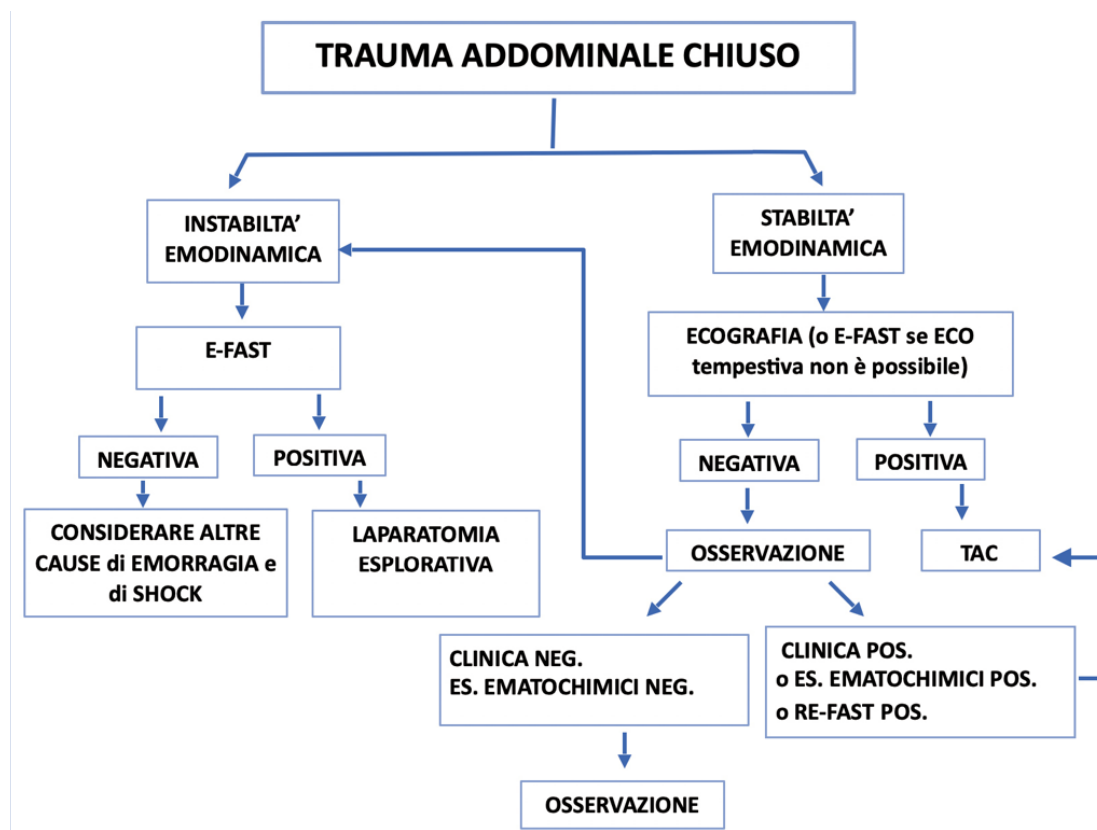 TRAUMA ADDOMINALE CHIUSO
INSTABILTA’
EMODINAMICA
STABILTA’
EMODINAMICA
E-FAST
ECOGRAFIA (o E-FAST se ECO
tempestiva non è possibile)
NEGATIVA
POSITIVA
NEGATIVA
POSITIVA
CONSIDERARE ALTRE
CAUSE di EMORRAGIA e
di SHOCK
LAPARATOMIA
ESPLORATIVA
OSSERVAZIONE
TAC
CLINICA NEG.
ES. EMATOCHIMICI NEG.
CLINICA POS.
o ES. EMATOCHIMICI POS.
o RE-FAST POS.
OSSERVAZIONE